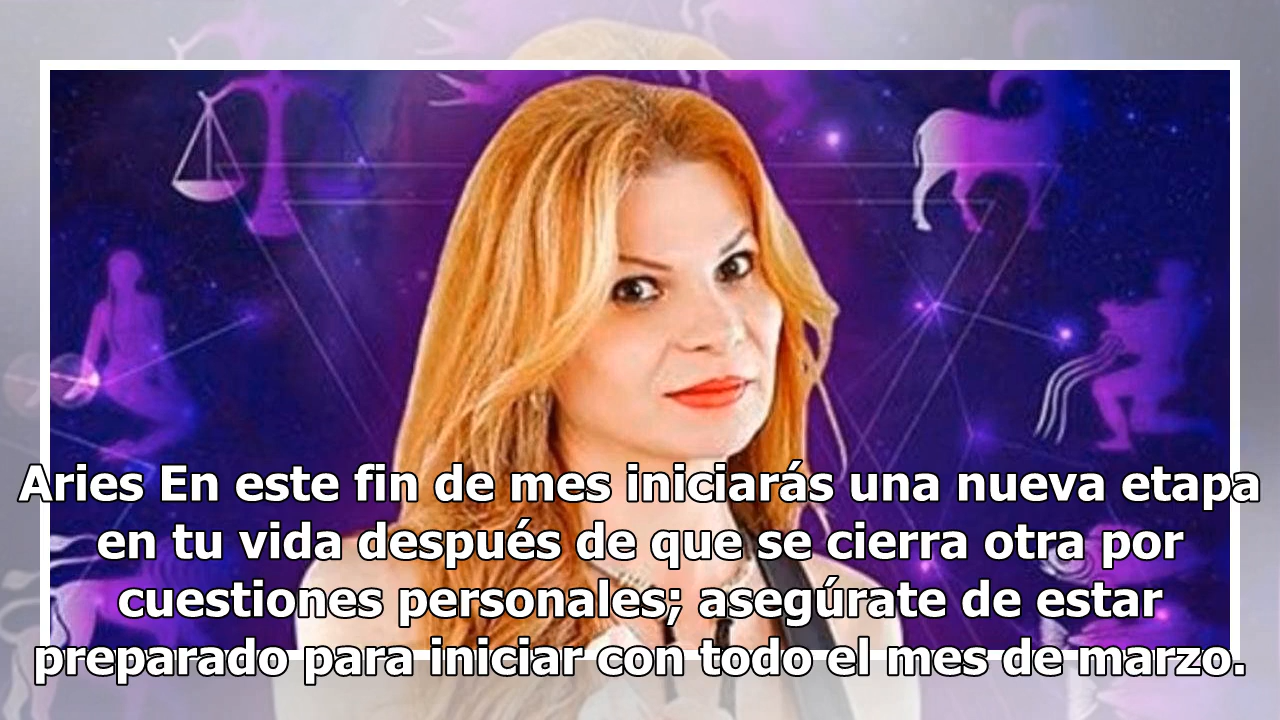 Aries En este fin de mes iniciarás una nueva etapa
en tu vida después de que se cierra otra por
cuestiones personales; asegúrate de estar
preparado para iniciar con todo el mes de marzo.